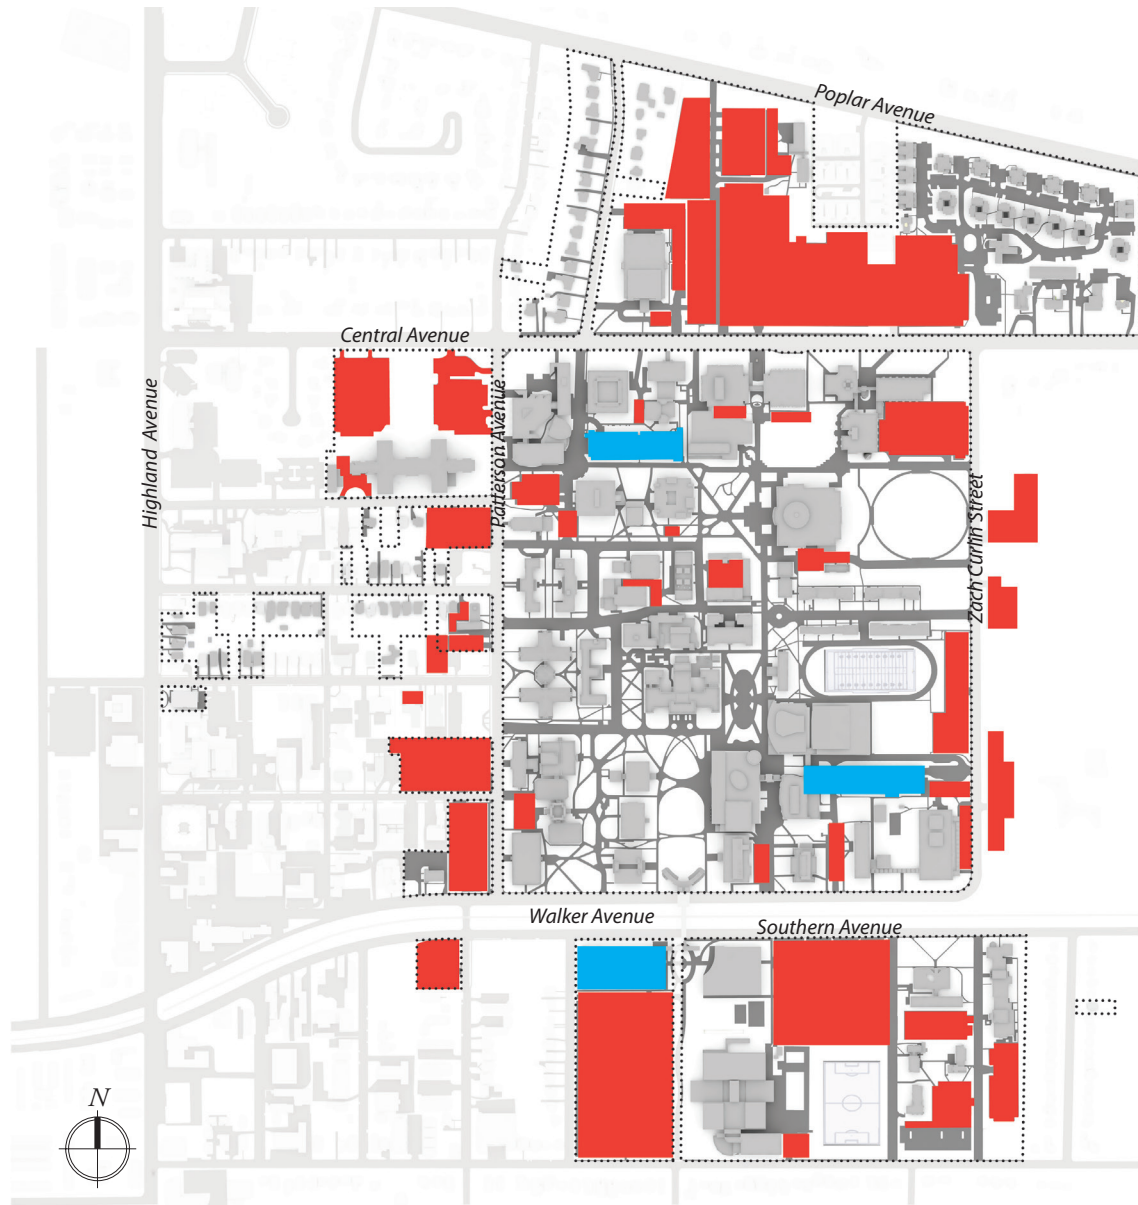 Poplar Avenue
Central Avenue
Highland Avenue
Patterson Avenue
Zach Curlin Street
Walker Avenue
Southern Avenue
N